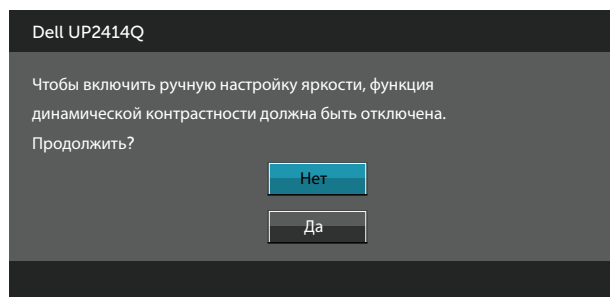 Dell UP2414Q
Чтобы включить ручную настройку яркости, функция
динамической контрастности должна быть отключена.
Продолжить?
Нет
Да